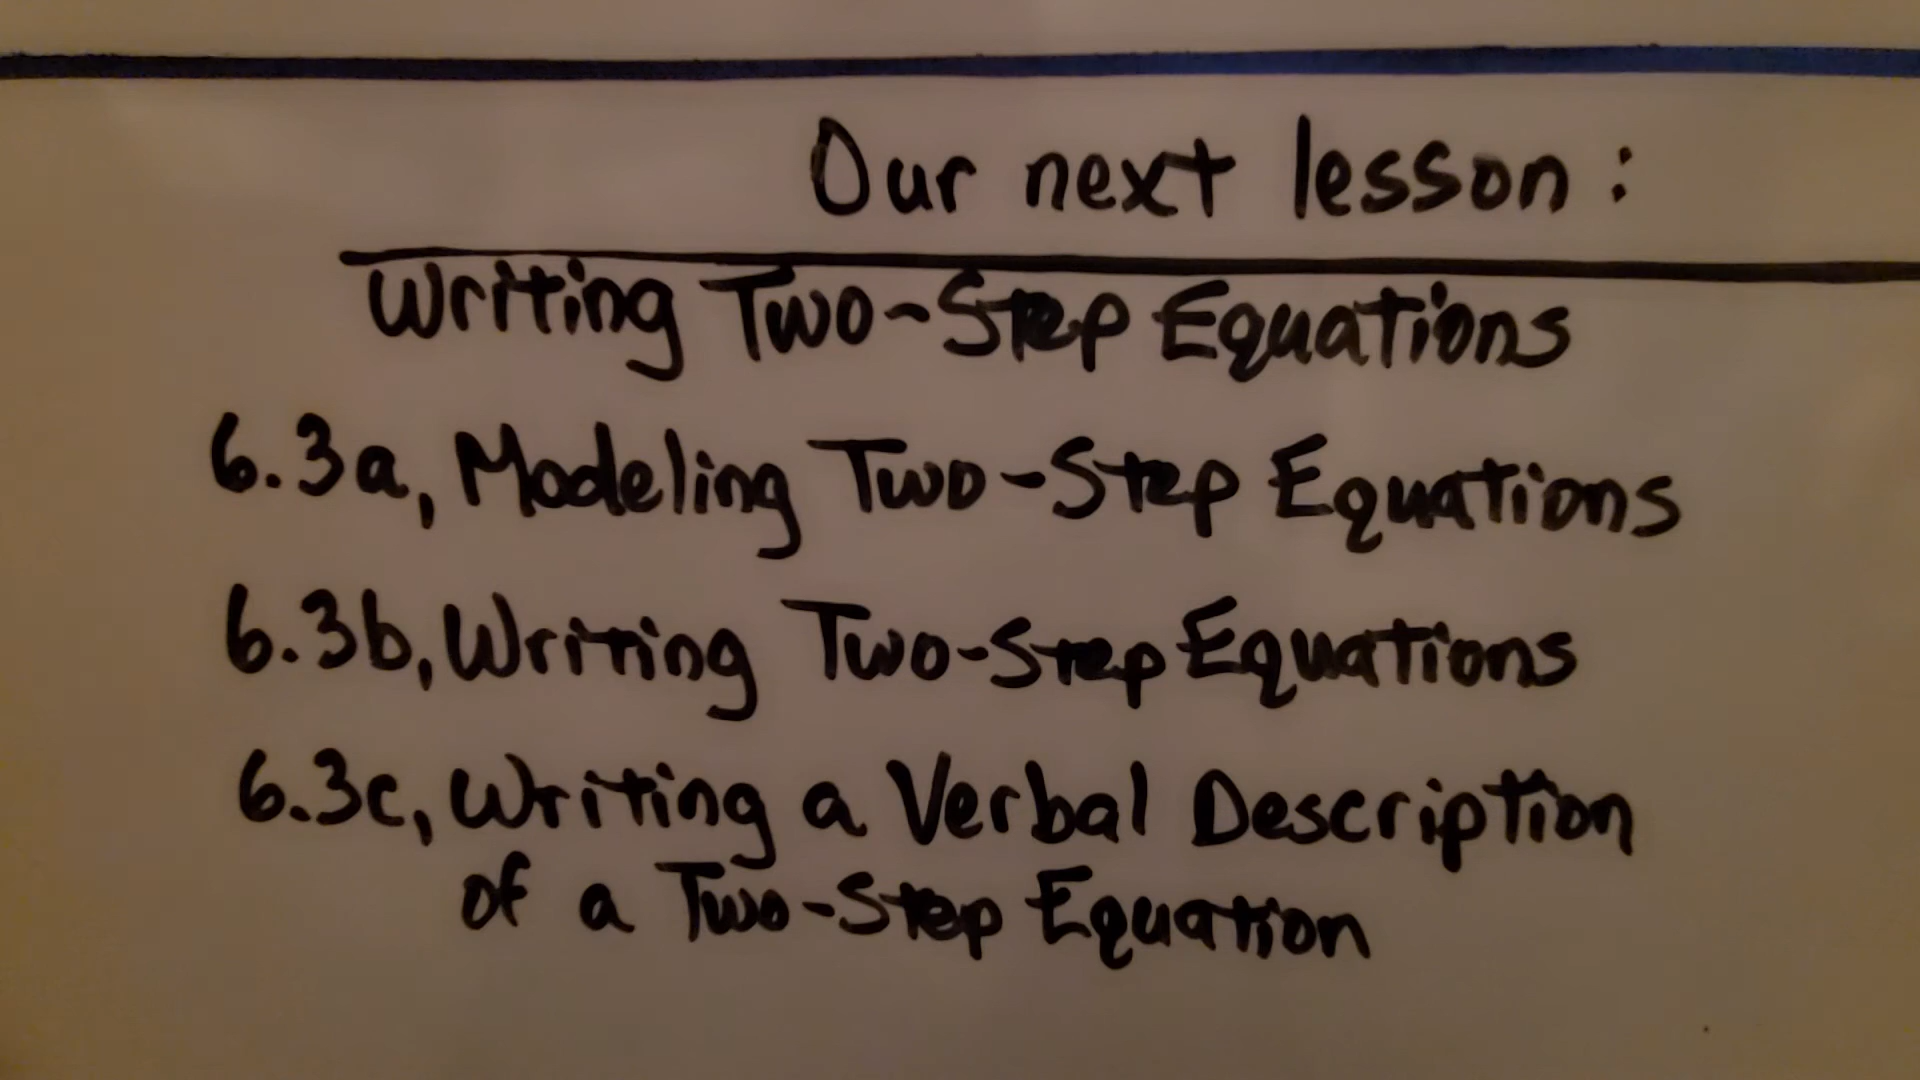 Our next lesson:
Writing Two-Step Equations
6.3a, Modeling Two-Step Equations
6.3b, Writing Two-Step Equations
6.3c, Writing a Verbal Description
of a Two-Step Equation